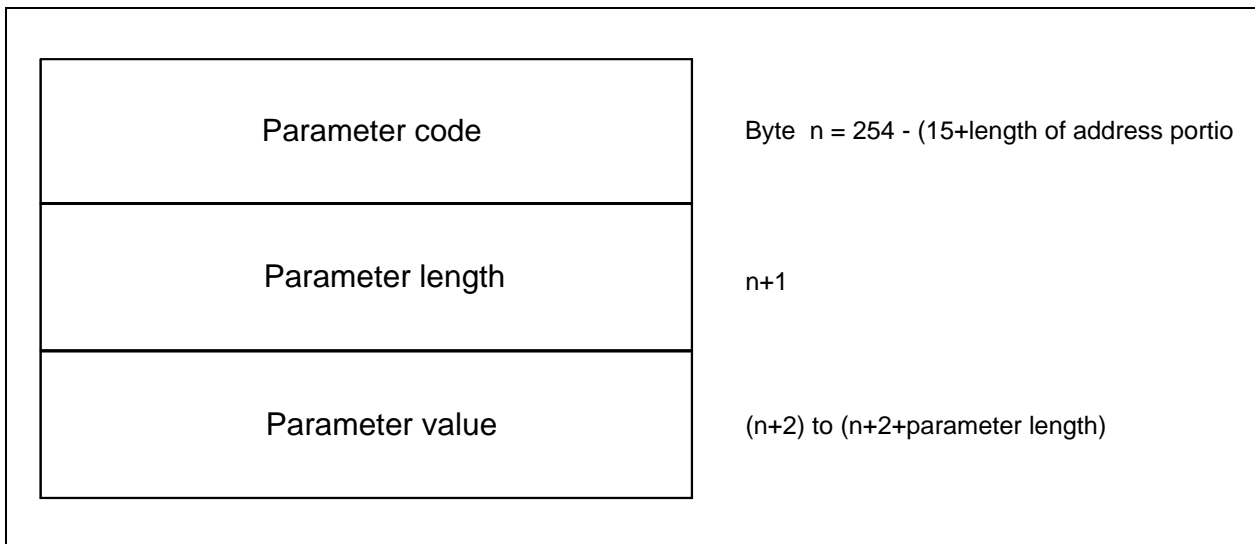 Parameter code
Byte n = 254 - (15+length of address portio
Parameter length
n+1
Parameter value
(n+2) to (n+2+parameter length)